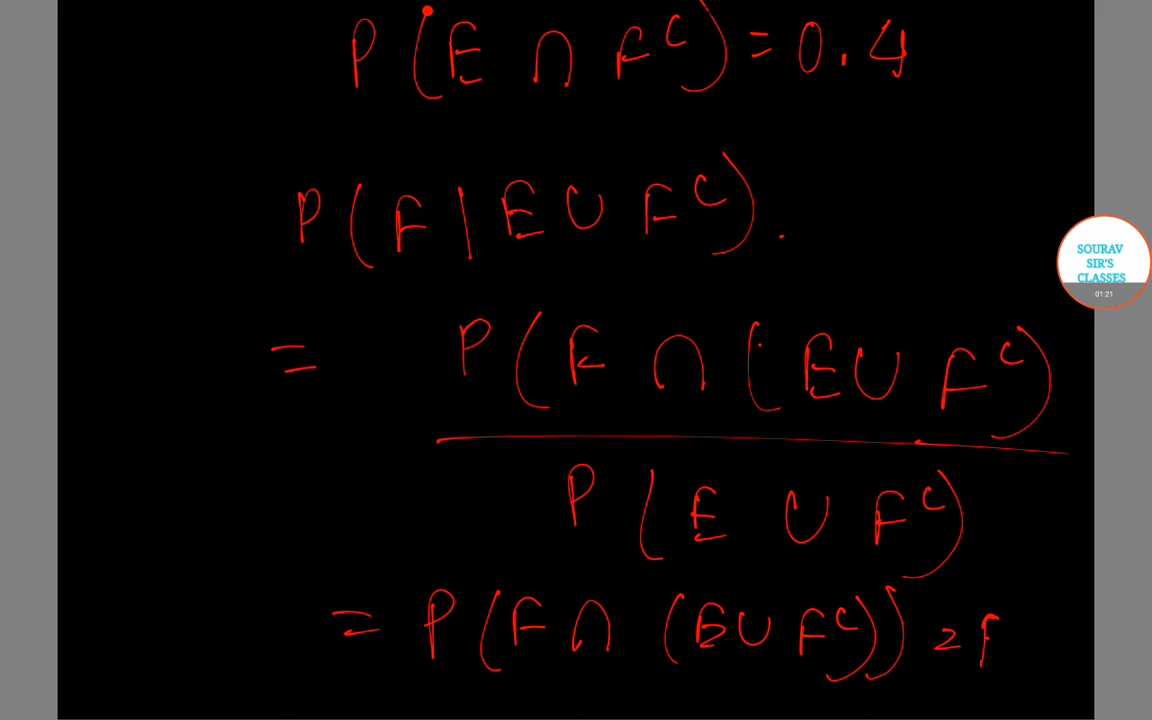 P(E ∩ F^C) = 0.4
P(F | E ∪ F^C).
= P(F ∩ (E ∪ F^C)
P(E ∪ F^C)
= P(F ∩ (E ∪ F^C)) = P
SOURAV
SIR'S
CLASSES
01:21